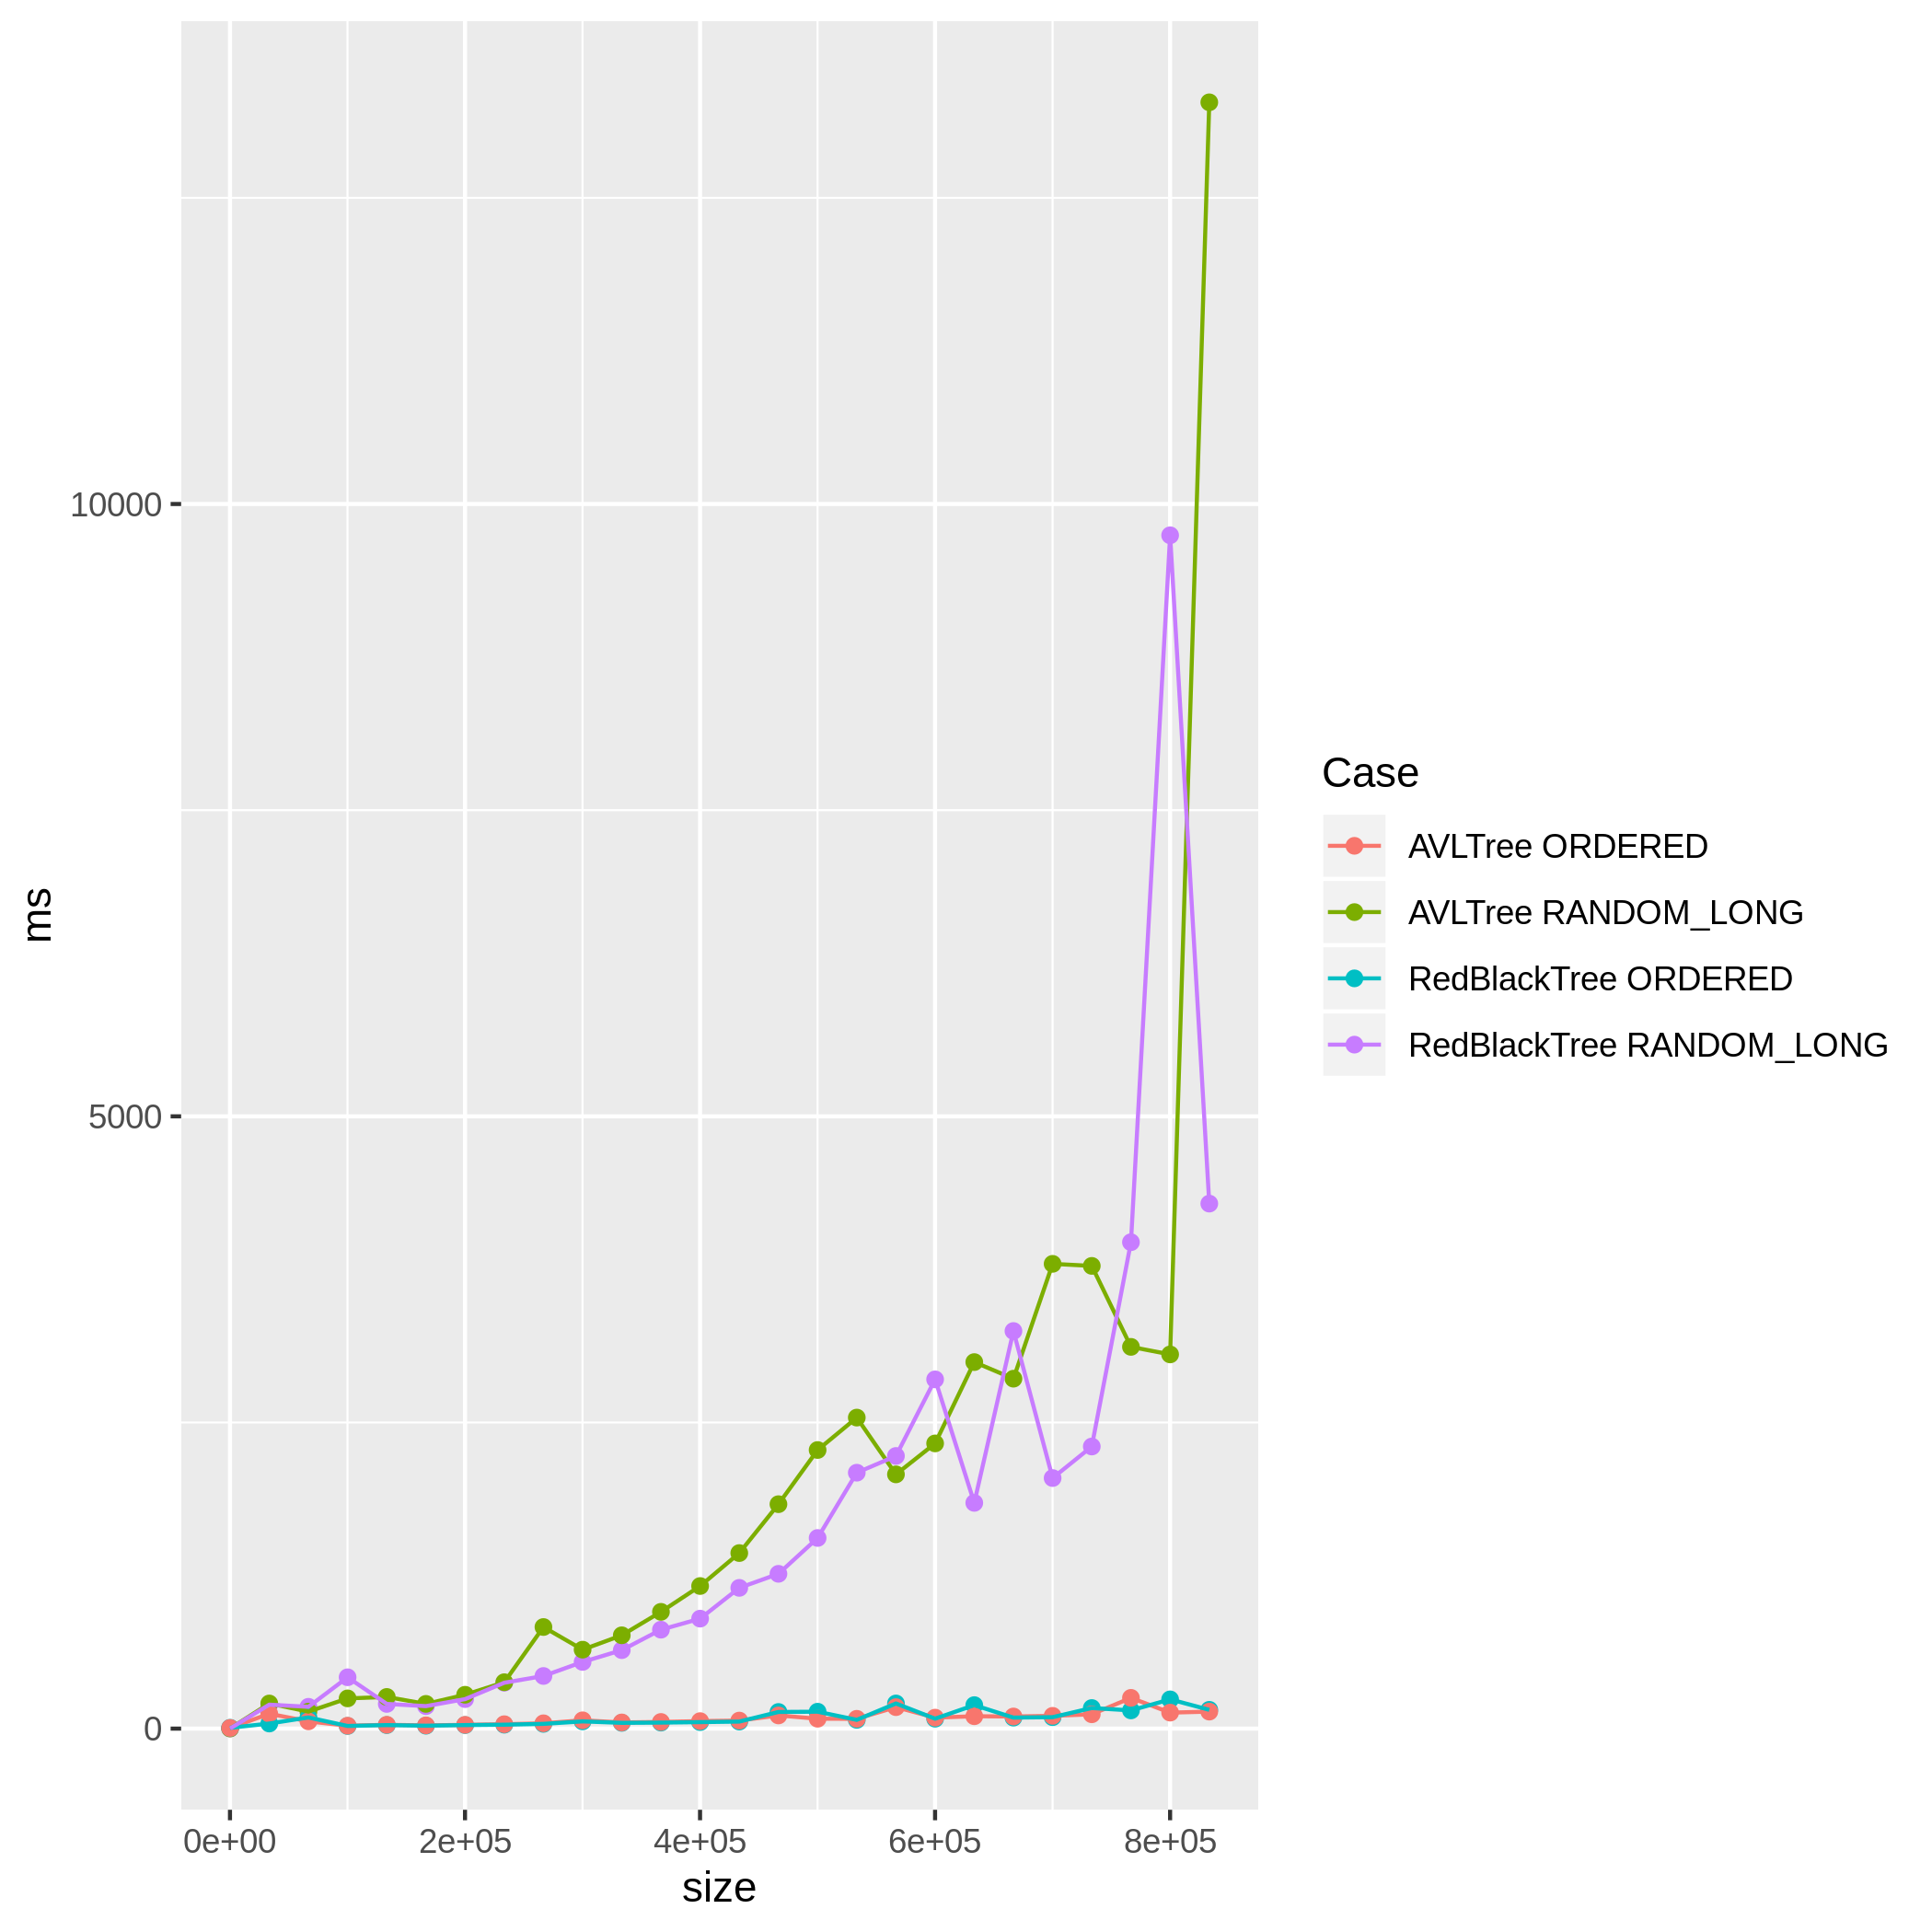 10000
5000
0
ms
0e+00 2e+05 4e+05 6e+05 8e+05
size
Case
AVLTree ORDERED
AVLTree RANDOM_LONG
RedBlackTree ORDERED
RedBlackTree RANDOM_LONG